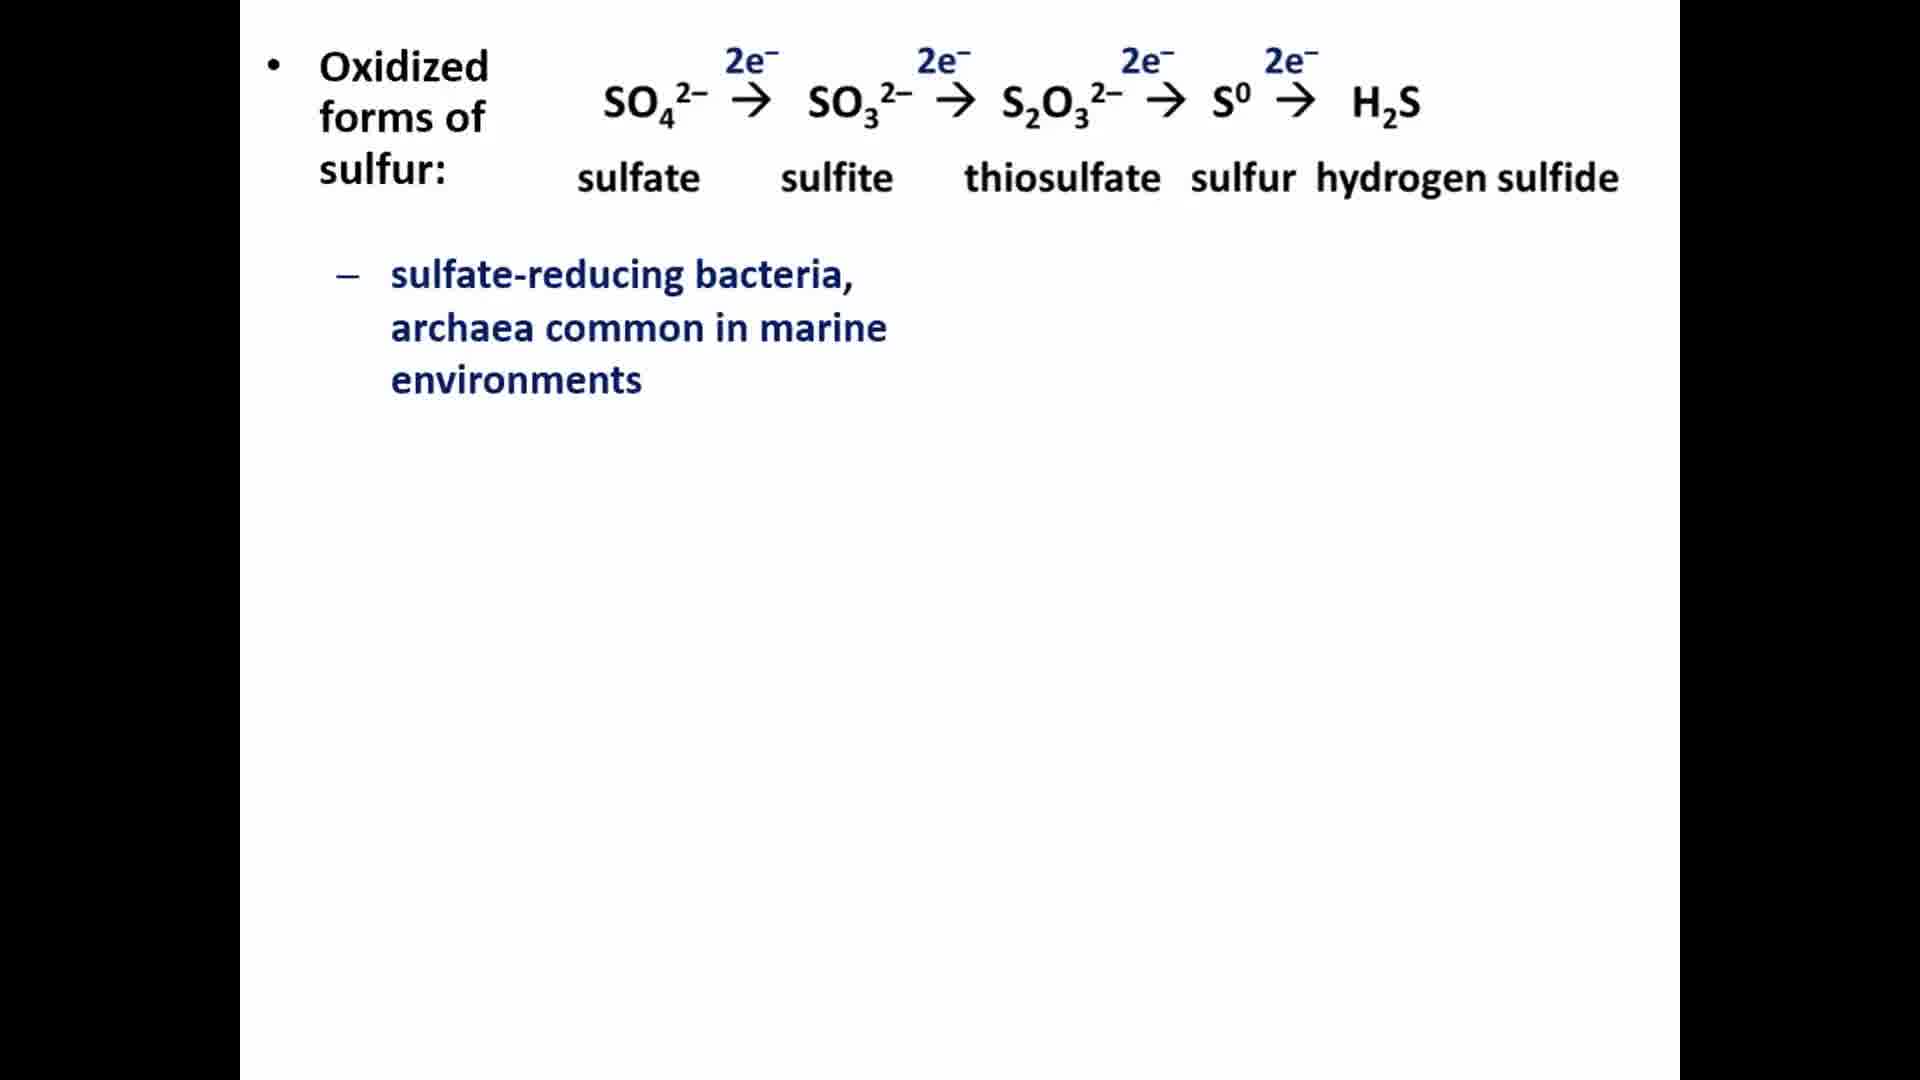 • Oxidized
forms of
sulfur:
2e⁻ 2e⁻ 2e⁻ 2e⁻
SO₄²⁻ → SO₃²⁻ → S₂O₃²⁻ → S⁰ → H₂S
sulfate sulfite thiosulfate sulfur hydrogen sulfide
– sulfate-reducing bacteria,
archaea common in marine
environments